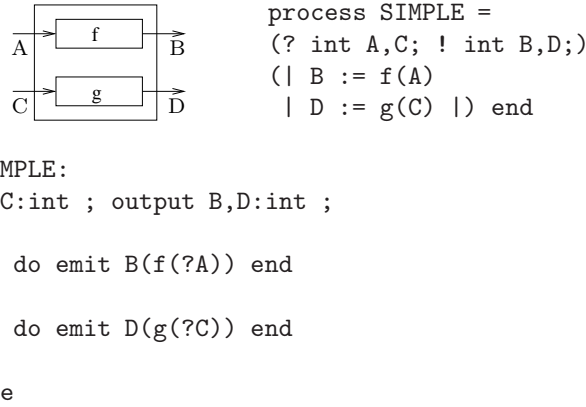 f
A
B
g
C
D
process SIMPLE =
(? int A,C; ! int B,D;)
(| B := f(A)
| D := g(C) |) end
MPLE:
C:int ; output B,D:int ;
do emit B(f(?A)) end
do emit D(g(?C)) end
e